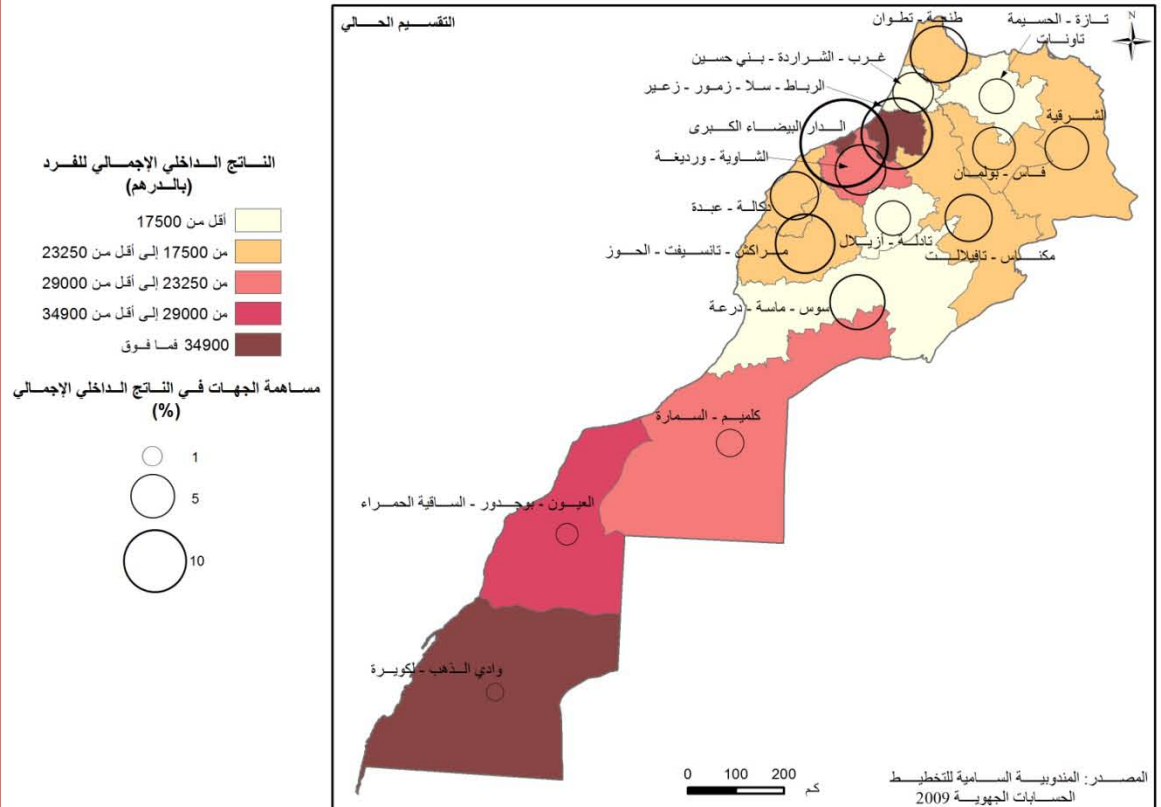 التقسيم الحالي
N
طنجة - تطوان
تازة - الحسيمة
تاونات
غرب - الشراردة - بني حسين
الرباط - سلا - زمور - زعير
الدار البيضاء الكبرى
الشاوية - ورديغة
الشرقية
فاس - بولمان
دكالة - عبدة
تادلة - أزيلال
مكناس - تافيلالت
مراكش - تانسيفت - الحوز
سوس - ماسة - درعة
كلميم - السمارة
العيون - بوجدور - الساقية الحمراء
وادي الذهب - لكويرة
0 100 200 كم
المصدر: المندوبية السامية للتخطيط
الحسابات الجهوية 2009
الناتج الداخلي الإجمالي للفرد
(بالدرهم)
أقل من 17500
من 17500 إلى أقل من 23250
من 23250 إلى أقل من 29000
من 29000 إلى أقل من 34900
34900 فما فوق
مساهمة الجهات في الناتج الداخلي الإجمالي
(%)
1
5
10